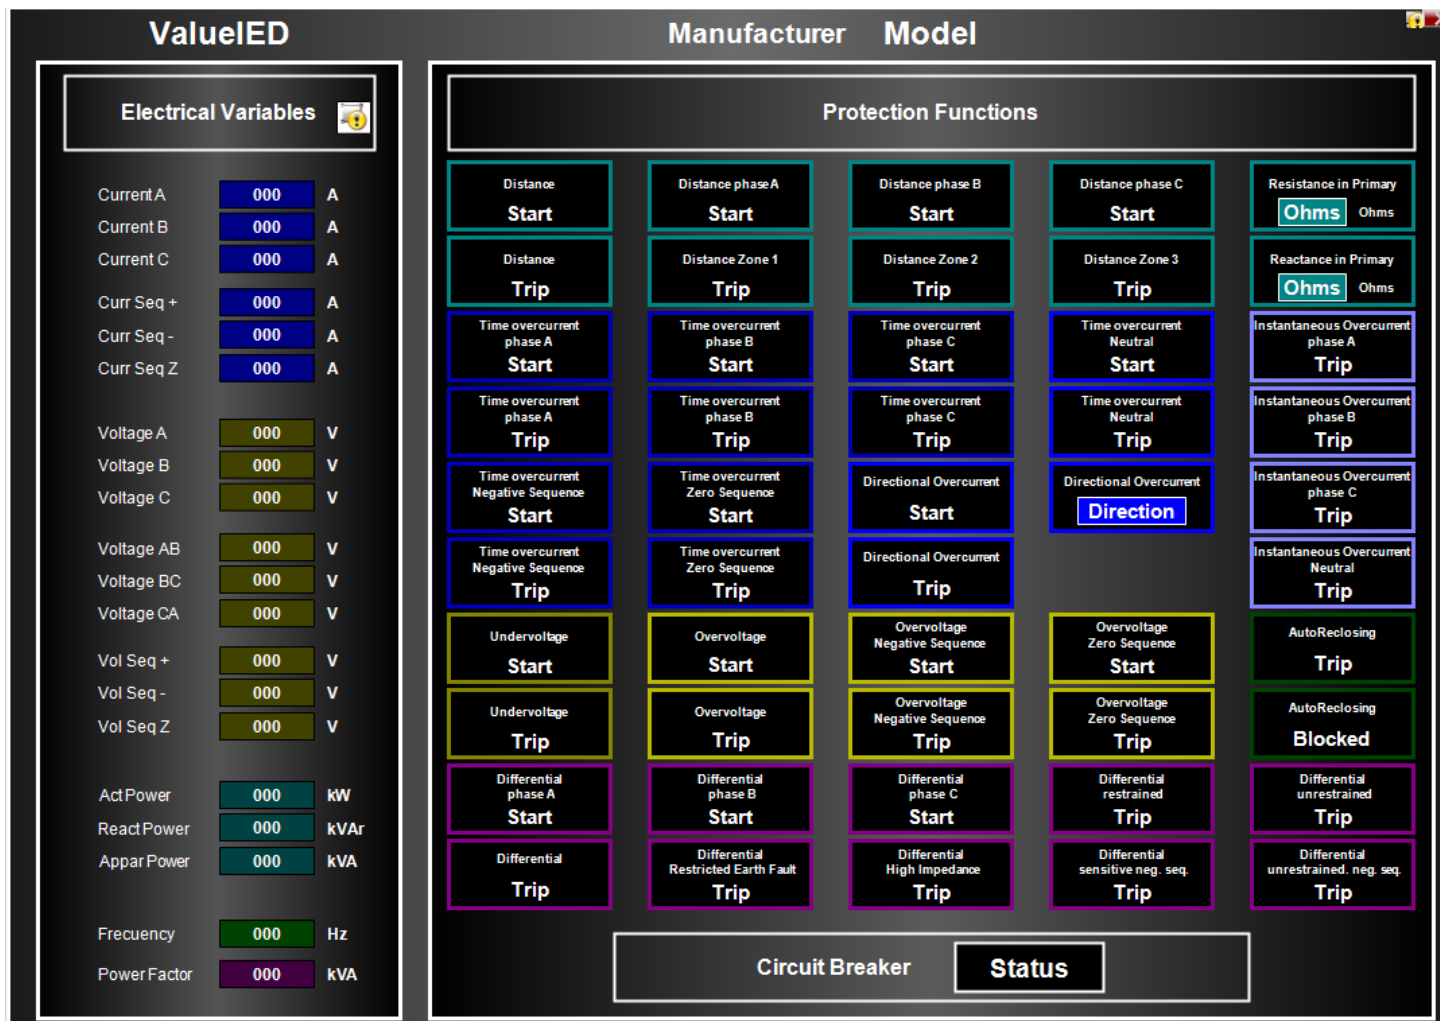 ValueIED
Manufacturer Model
Electrical Variables
Current A 000 A
Current B 000 A
Current C 000 A
Curr Seq + 000 A
Curr Seq - 000 A
Curr Seq Z 000 A
Voltage A 000 V
Voltage B 000 V
Voltage C 000 V
Voltage AB 000 V
Voltage BC 000 V
Voltage CA 000 V
Vol Seq + 000 V
Vol Seq - 000 V
Vol Seq Z 000 V
Act Power 000 kW
React Power 000 kVAr
Appar Power 000 kVA
Frecuency 000 Hz
Power Factor 000 kVA
Protection Functions
Distance
Start
Distance phase A
Start
Distance phase B
Start
Distance phase C
Start
Resistance in Primary
Ohms Ohms
Distance
Trip
Distance Zone 1
Trip
Distance Zone 2
Trip
Distance Zone 3
Trip
Reactance in Primary
Ohms Ohms
Time overcurrent
phase A
Start
Time overcurrent
phase B
Start
Time overcurrent
phase C
Start
Time overcurrent
Neutral
Start
Instantaneous Overcurrent
phase A
Trip
Time overcurrent
phase A
Trip
Time overcurrent
phase B
Trip
Time overcurrent
phase C
Trip
Time overcurrent
Neutral
Trip
Instantaneous Overcurrent
phase B
Trip
Time overcurrent
Negative Sequence
Start
Time overcurrent
Zero Sequence
Start
Directional Overcurrent
Start
Directional Overcurrent
Direction
Instantaneous Overcurrent
phase C
Trip
Time overcurrent
Negative Sequence
Trip
Time overcurrent
Zero Sequence
Trip
Directional Overcurrent
Trip
Instantaneous Overcurrent
Neutral
Trip
Undervoltage
Start
Overvoltage
Start
Overvoltage
Negative Sequence
Start
Overvoltage
Zero Sequence
Start
AutoReclosing
Trip
Undervoltage
Trip
Overvoltage
Trip
Overvoltage
Negative Sequence
Trip
Overvoltage
Zero Sequence
Trip
AutoReclosing
Blocked
Differential
phase A
Start
Differential
phase B
Start
Differential
phase C
Start
Differential
restrained
Trip
Differential
unrestrained
Trip
Differential
Trip
Differential
Restricted Earth Fault
Trip
Differential
High Impedance
Trip
Differential
sensitive neg. seq.
Trip
Differential
unrestrained. neg. seq.
Trip
Circuit Breaker Status